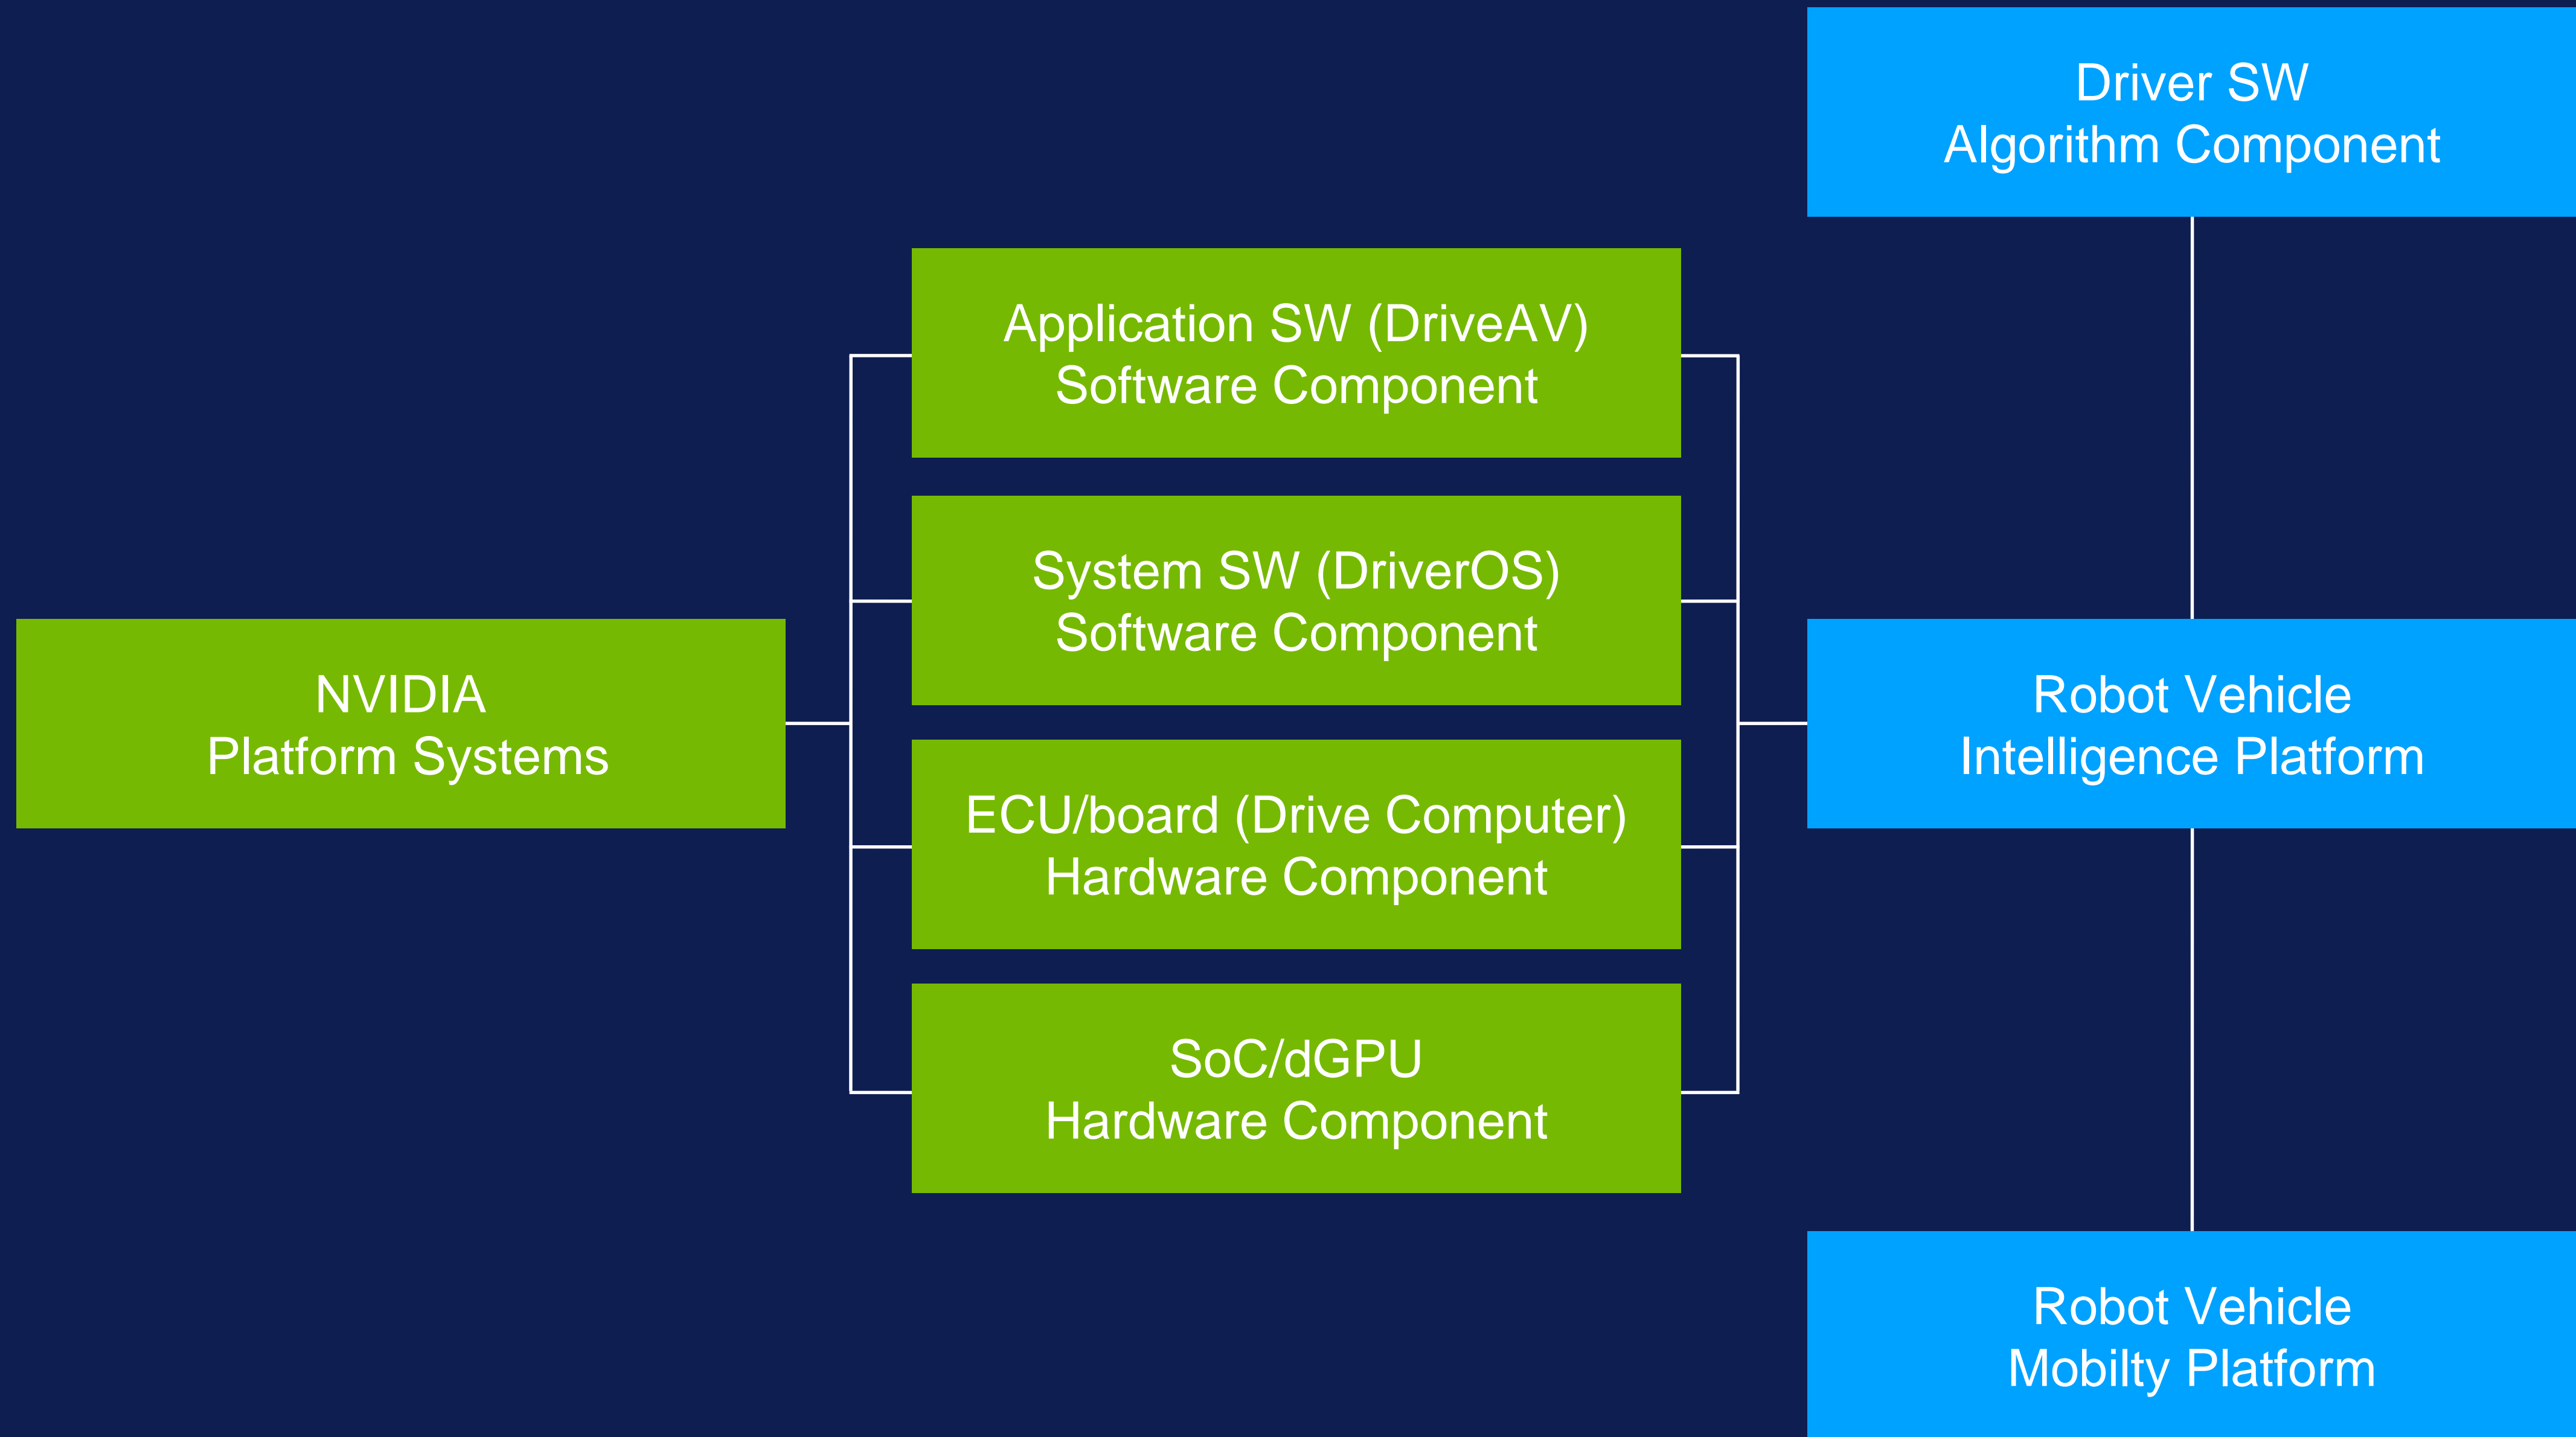 Driver SW
Algorithm Component
Application SW (DriveAV)
Software Component
System SW (DriverOS)
Software Component
NVIDIA
Platform Systems
ECU/board (Drive Computer)
Hardware Component
Robot Vehicle
Intelligence Platform
SoC/dGPU
Hardware Component
Robot Vehicle
Mobilty Platform